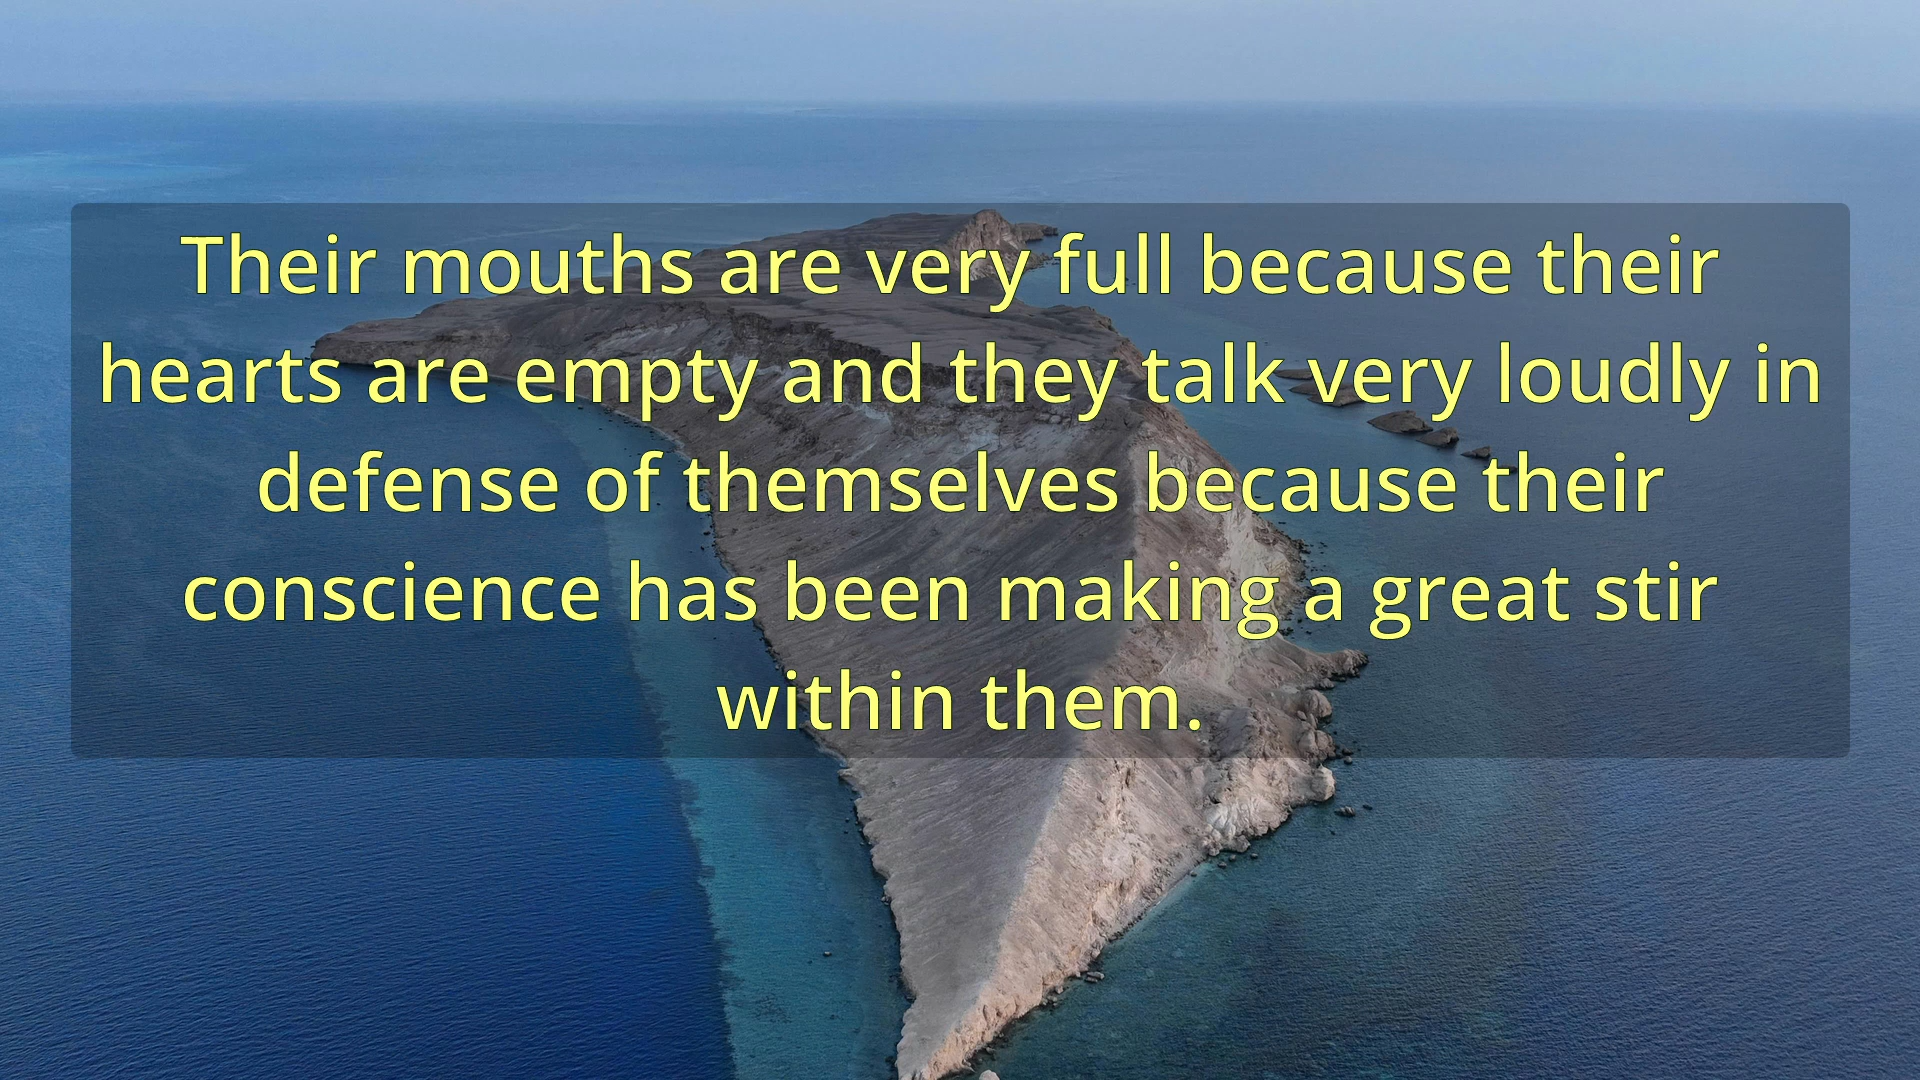 Their mouths are very full because their
hearts are empty and they talk very loudly in
defense of themselves because their
conscience has been making a great stir
within them.